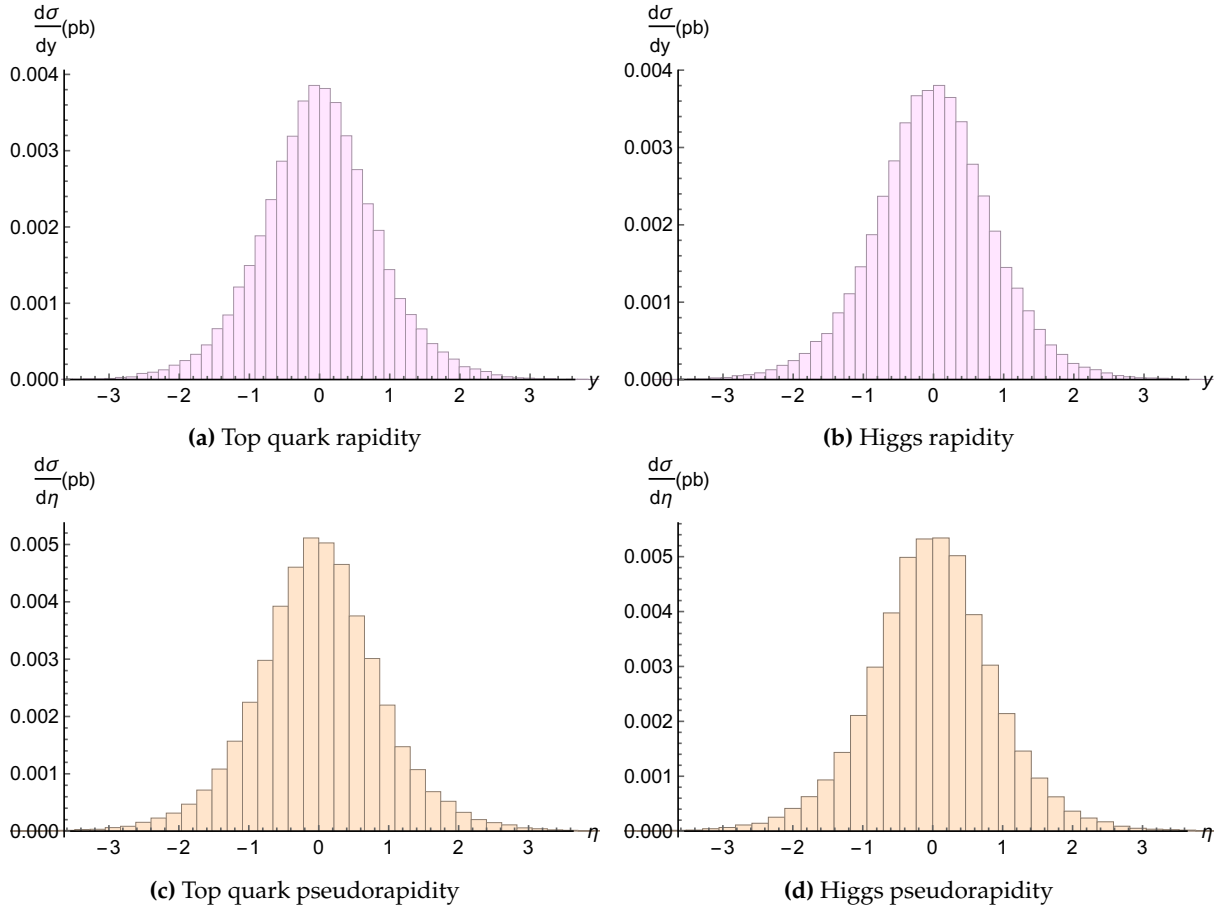 dσ
dy (pb)
0.004
0.003
0.002
0.001
0.000
−3 −2 −1 0 1 2 3 y
(a) Top quark rapidity
dσ
dy (pb)
0.004
0.003
0.002
0.001
0.000
−3 −2 −1 0 1 2 3 y
(b) Higgs rapidity
dσ
dη (pb)
0.005
0.004
0.003
0.002
0.001
0.000
−3 −2 −1 0 1 2 3 η
(c) Top quark pseudorapidity
dσ
dη (pb)
0.005
0.004
0.003
0.002
0.001
0.000
−3 −2 −1 0 1 2 3 η
(d) Higgs pseudorapidity